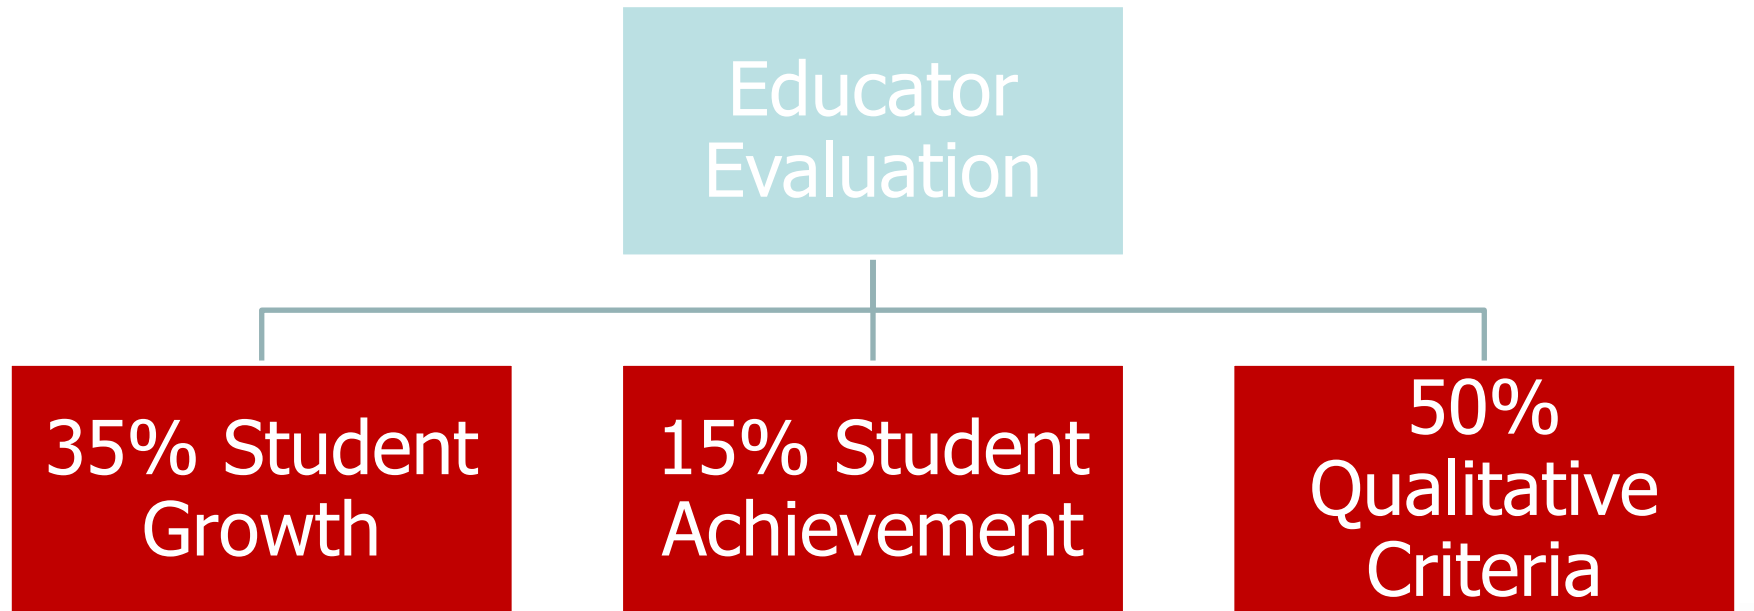 Educator
Evaluation
35% Student
Growth
15% Student
Achievement
50%
Qualitative
Criteria